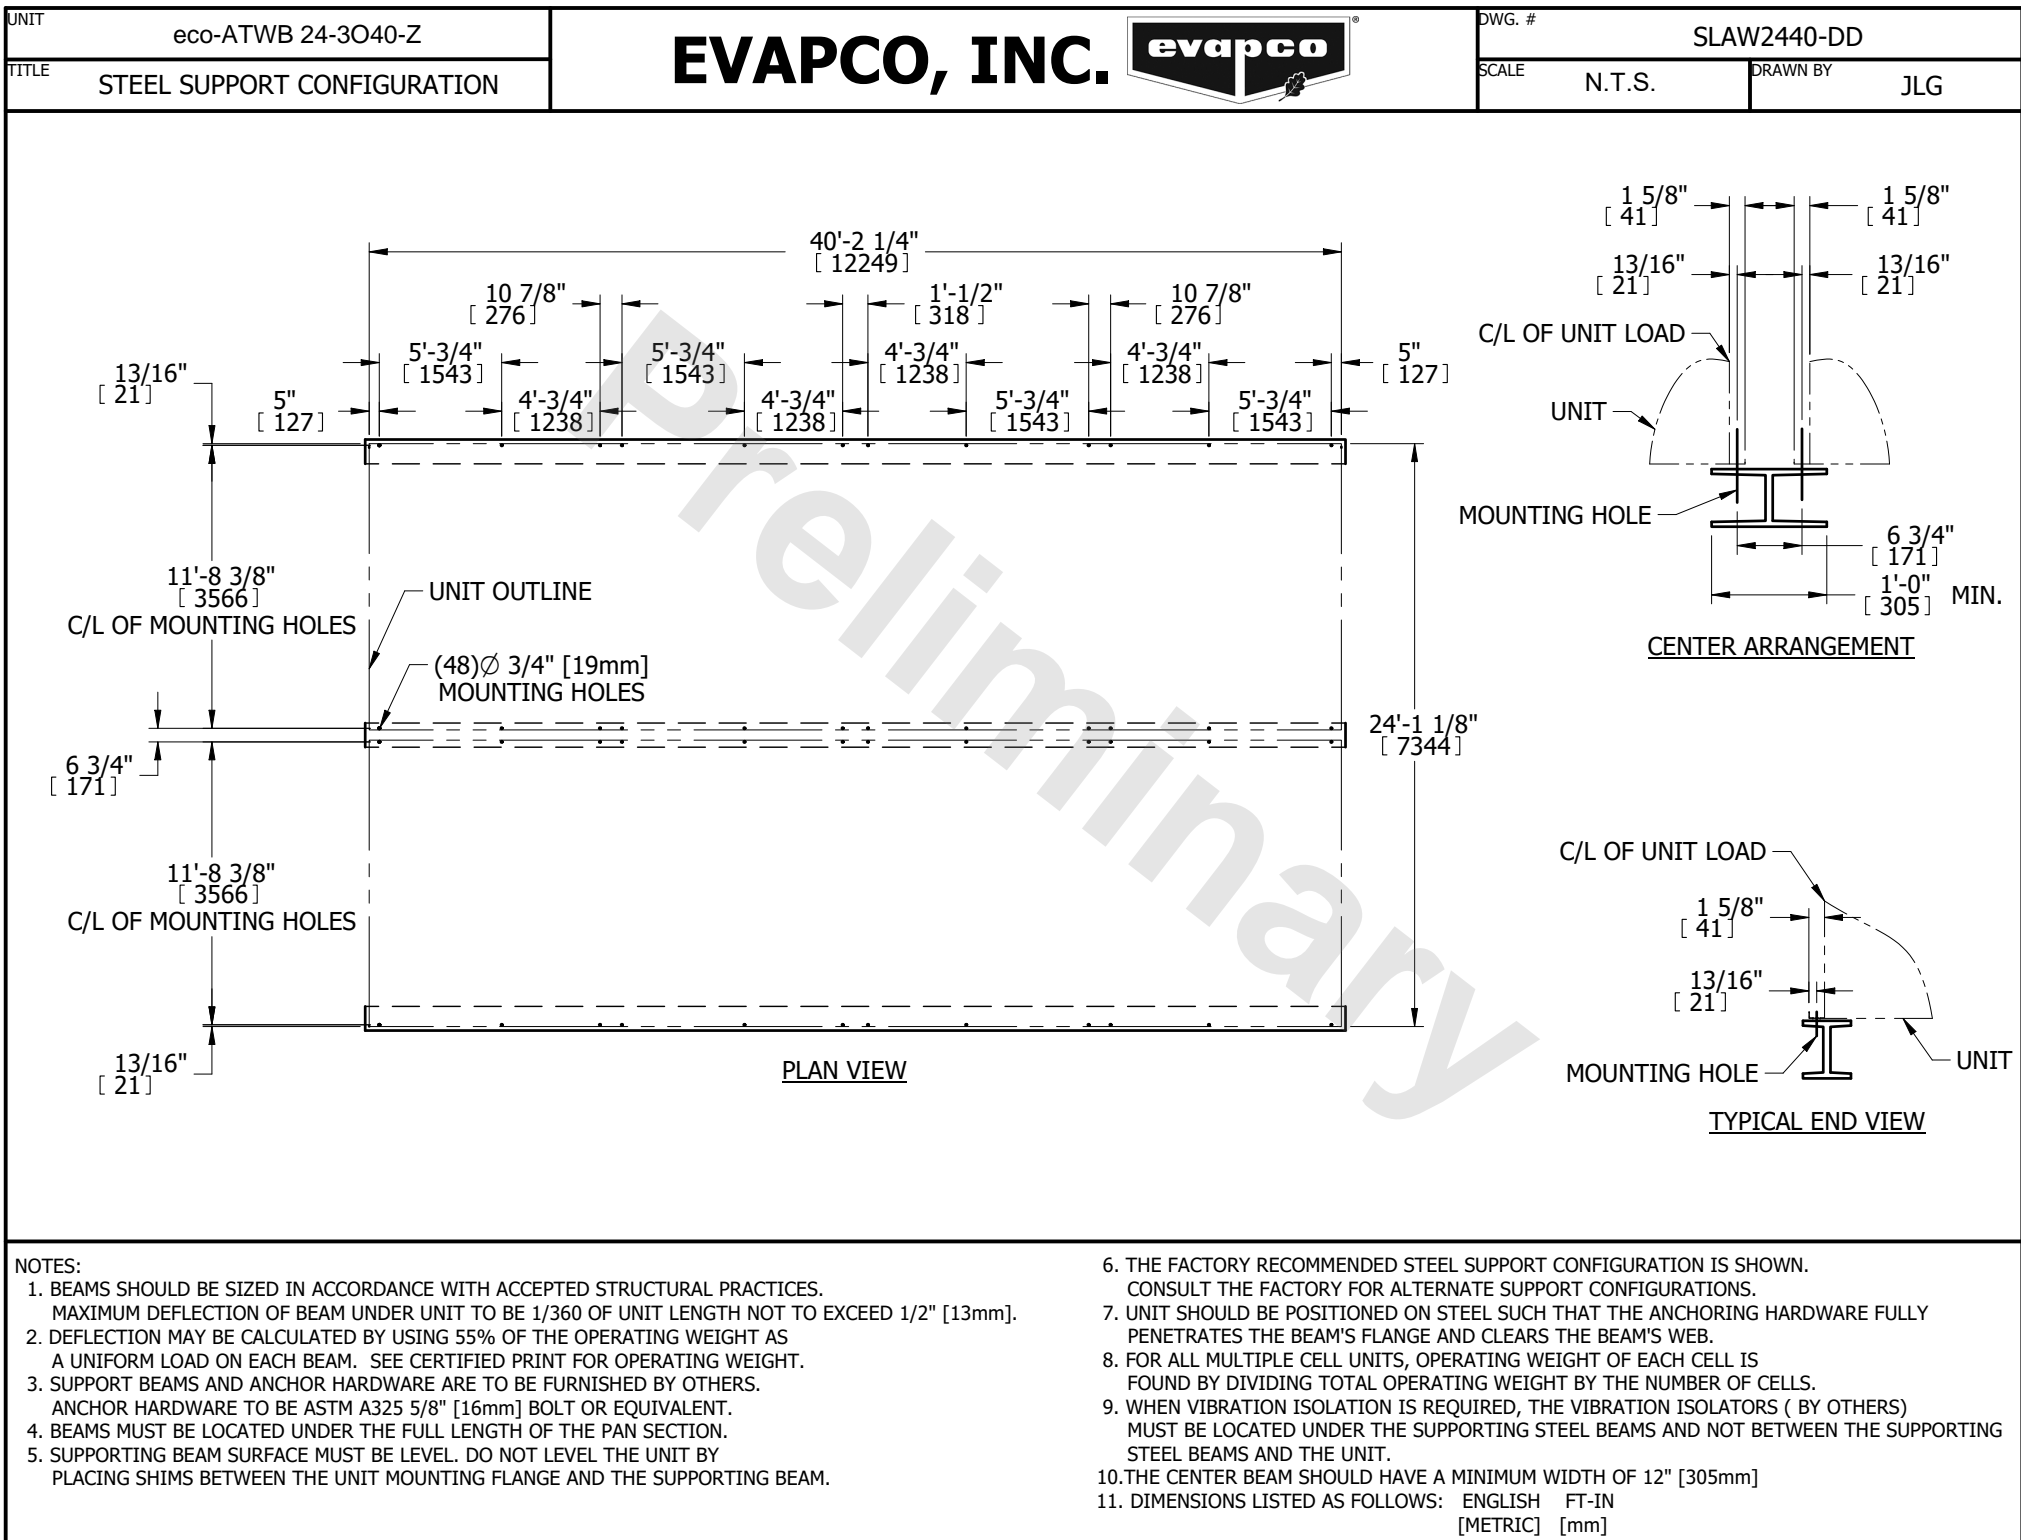 UNIT
eco-ATWB 24-3O40-Z
TITLE
STEEL SUPPORT CONFIGURATION
EVAPCO, INC.
evapco
®
DWG. #
SLAW2440-DD
SCALE
N.T.S.
DRAWN BY
JLG
40'-2 1/4"
[ 12249]
10 7/8"
[ 276]
1'-1/2"
[ 318 ]
10 7/8"
[ 276]
5'-3/4"
[ 1543]
5'-3/4"
[ 1543]
4'-3/4"
[ 1238]
4'-3/4"
[ 1238]
5"
[ 127]
13/16"
[ 21]
5"
[ 127]
4'-3/4"
[ 1238]
4'-3/4"
[ 1238]
5'-3/4"
[ 1543]
5'-3/4"
[ 1543]
11'-8 3/8"
[ 3566]
C/L OF MOUNTING HOLES
UNIT OUTLINE
(48)Ø 3/4" [19mm]
MOUNTING HOLES
6 3/4"
[ 171]
24'-1 1/8"
[ 7344]
11'-8 3/8"
[ 3566]
C/L OF MOUNTING HOLES
13/16"
[ 21]
PLAN VIEW
Preliminary
1 5/8"
[ 41]
1 5/8"
[ 41]
13/16"
[ 21]
13/16"
[ 21]
C/L OF UNIT LOAD
UNIT
MOUNTING HOLE
6 3/4"
[ 171]
1'-0"
[ 305] MIN.
CENTER ARRANGEMENT
C/L OF UNIT LOAD
1 5/8"
[ 41]
13/16"
[ 21]
MOUNTING HOLE
UNIT
TYPICAL END VIEW
NOTES:
1. BEAMS SHOULD BE SIZED IN ACCORDANCE WITH ACCEPTED STRUCTURAL PRACTICES.
MAXIMUM DEFLECTION OF BEAM UNDER UNIT TO BE 1/360 OF UNIT LENGTH NOT TO EXCEED 1/2" [13mm].
2. DEFLECTION MAY BE CALCULATED BY USING 55% OF THE OPERATING WEIGHT AS
A UNIFORM LOAD ON EACH BEAM. SEE CERTIFIED PRINT FOR OPERATING WEIGHT.
3. SUPPORT BEAMS AND ANCHOR HARDWARE ARE TO BE FURNISHED BY OTHERS.
ANCHOR HARDWARE TO BE ASTM A325 5/8" [16mm] BOLT OR EQUIVALENT.
4. BEAMS MUST BE LOCATED UNDER THE FULL LENGTH OF THE PAN SECTION.
5. SUPPORTING BEAM SURFACE MUST BE LEVEL. DO NOT LEVEL THE UNIT BY
PLACING SHIMS BETWEEN THE UNIT MOUNTING FLANGE AND THE SUPPORTING BEAM.
6. THE FACTORY RECOMMENDED STEEL SUPPORT CONFIGURATION IS SHOWN.
CONSULT THE FACTORY FOR ALTERNATE SUPPORT CONFIGURATIONS.
7. UNIT SHOULD BE POSITIONED ON STEEL SUCH THAT THE ANCHORING HARDWARE FULLY
PENETRATES THE BEAM'S FLANGE AND CLEARS THE BEAM'S WEB.
8. FOR ALL MULTIPLE CELL UNITS, OPERATING WEIGHT OF EACH CELL IS
FOUND BY DIVIDING TOTAL OPERATING WEIGHT BY THE NUMBER OF CELLS.
9. WHEN VIBRATION ISOLATION IS REQUIRED, THE VIBRATION ISOLATORS ( BY OTHERS)
MUST BE LOCATED UNDER THE SUPPORTING STEEL BEAMS AND NOT BETWEEN THE SUPPORTING
STEEL BEAMS AND THE UNIT.
10.THE CENTER BEAM SHOULD HAVE A MINIMUM WIDTH OF 12" [305mm]
11. DIMENSIONS LISTED AS FOLLOWS: ENGLISH FT-IN
[METRIC] [mm]